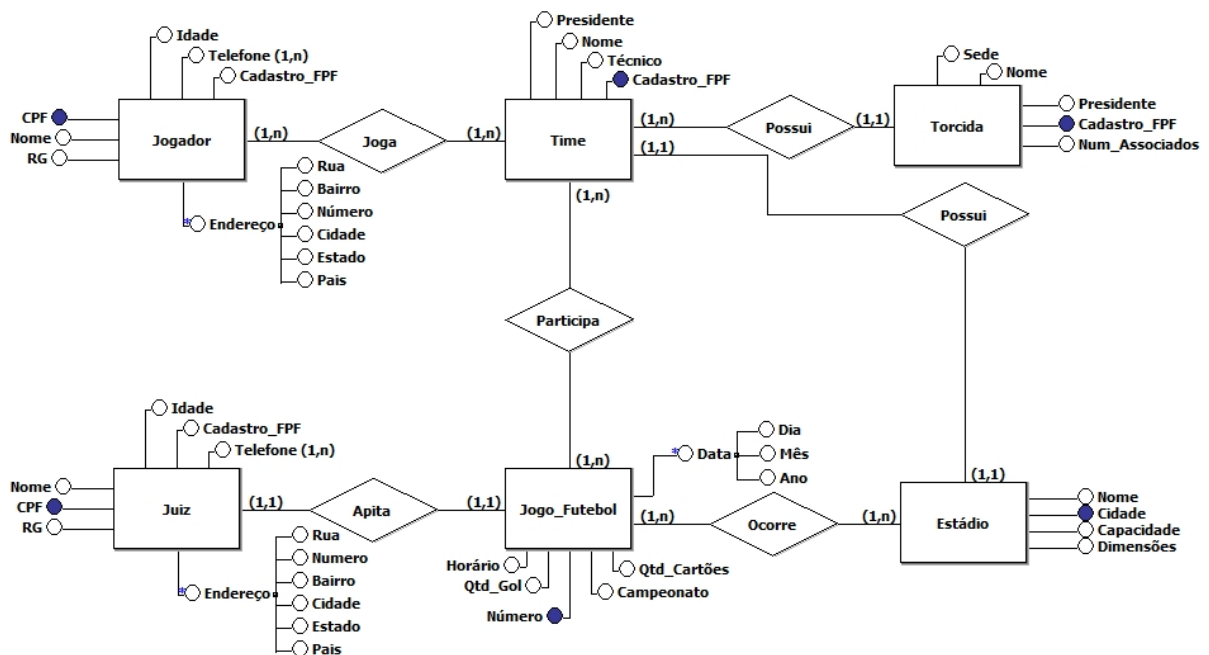 Presidente
Nome
Técnico
Cadastro_FPF
Idade
Telefone (1,n)
Cadastro_FPF
Sede
Nome
CPF
Nome
RG
Jogador
(1,n)
Joga
(1,n)
Time
(1,n)
(1,1)
Possui
(1,1)
Torcida
Presidente
Cadastro_FPF
Num_Associados
* Endereço
Rua
Bairro
Número
Cidade
Estado
Pais
(1,n)
Possui
Participa
Idade
Cadastro_FPF
Telefone (1,n)
Nome
CPF
RG
Juiz
(1,1)
Apita
(1,1)
(1,n)
Jogo_Futebol
(1,n)
* Data
Dia
Mês
Ano
Ocorre
(1,n)
(1,1)
Estádio
Nome
Cidade
Capacidade
Dimensões
* Endereço
Rua
Numero
Bairro
Cidade
Estado
Pais
Horário
Qtd_Gol
Número
Qtd_Cartões
Campeonato